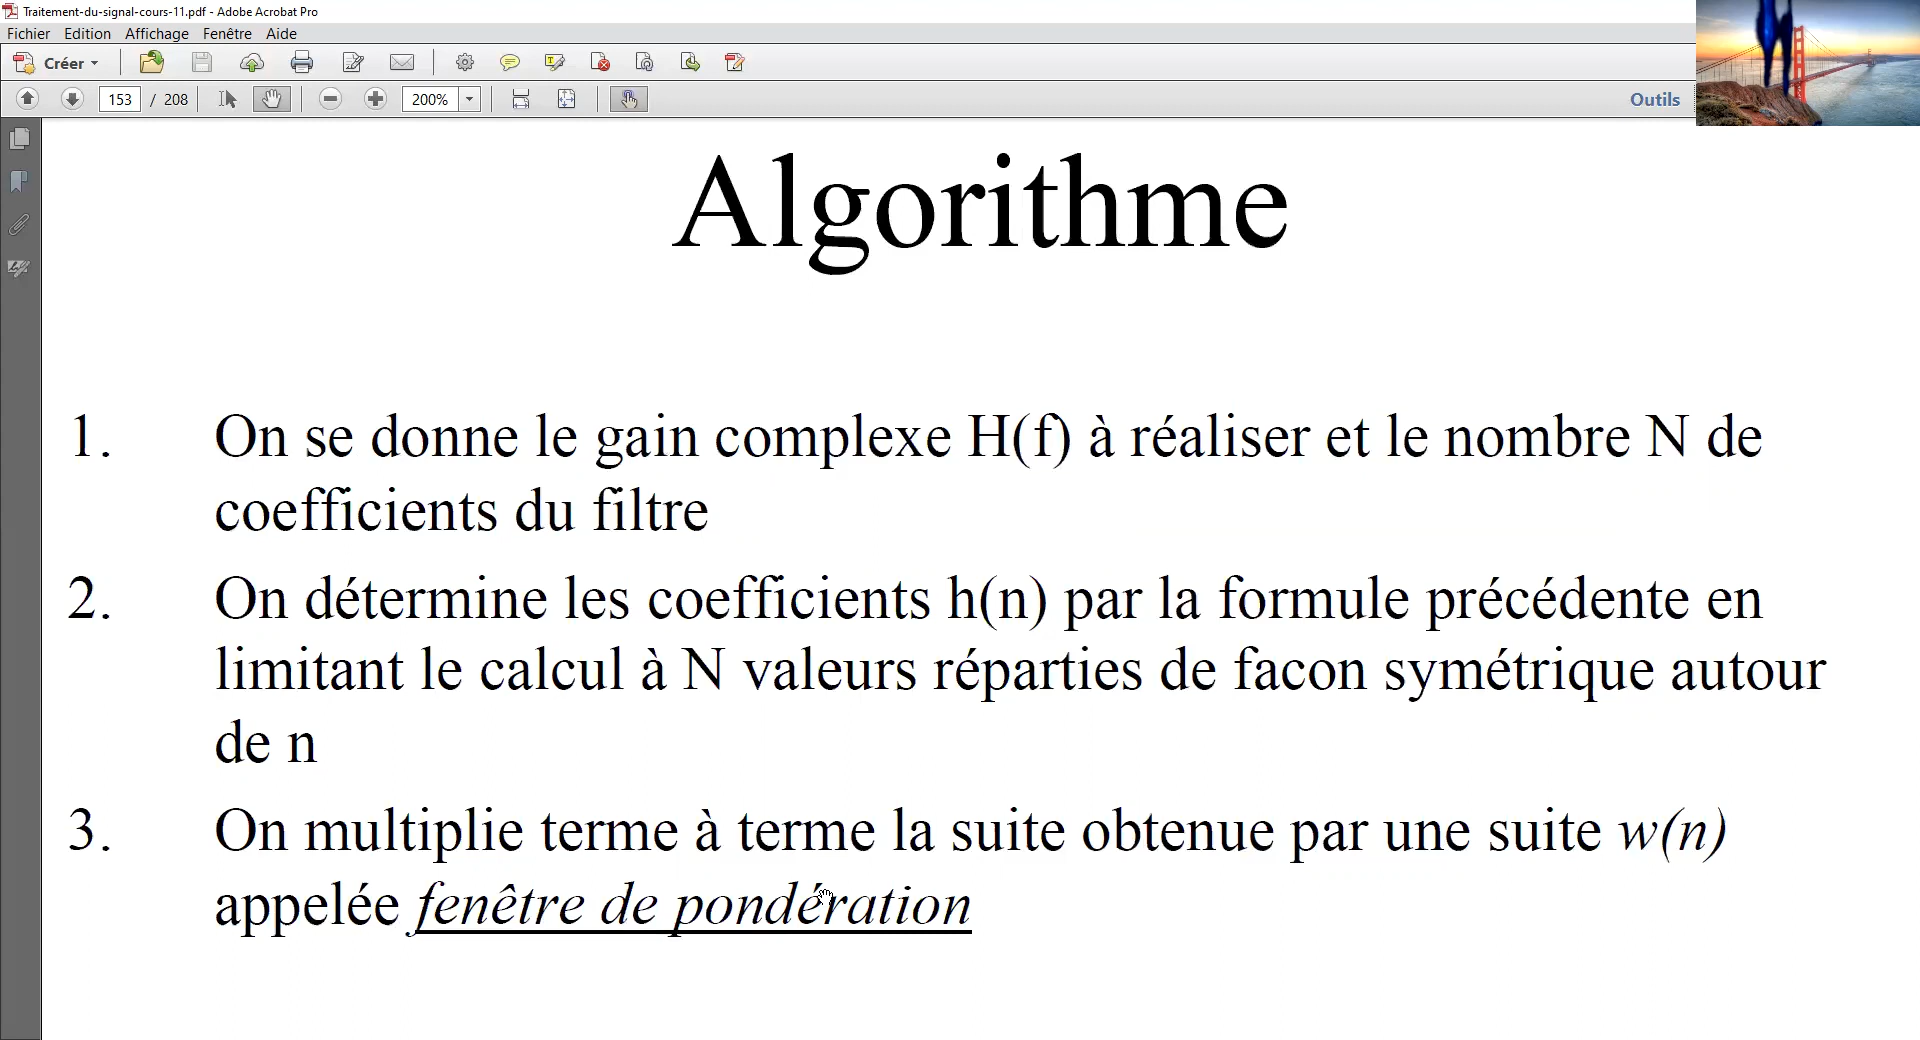 Traitement-du-signal-cours-11.pdf - Adobe Acrobat Pro
Fichier Edition Affichage Fenêtre Aide
Créer
153 / 208 200% Outils
Algorithme
1. On se donne le gain complexe H(f) à réaliser et le nombre N de
coefficients du filtre
2. On détermine les coefficients h(n) par la formule précédente en
limitant le calcul à N valeurs réparties de facon symétrique autour
de n
3. On multiplie terme à terme la suite obtenue par une suite w(n)
appelée fenêtre de pondération